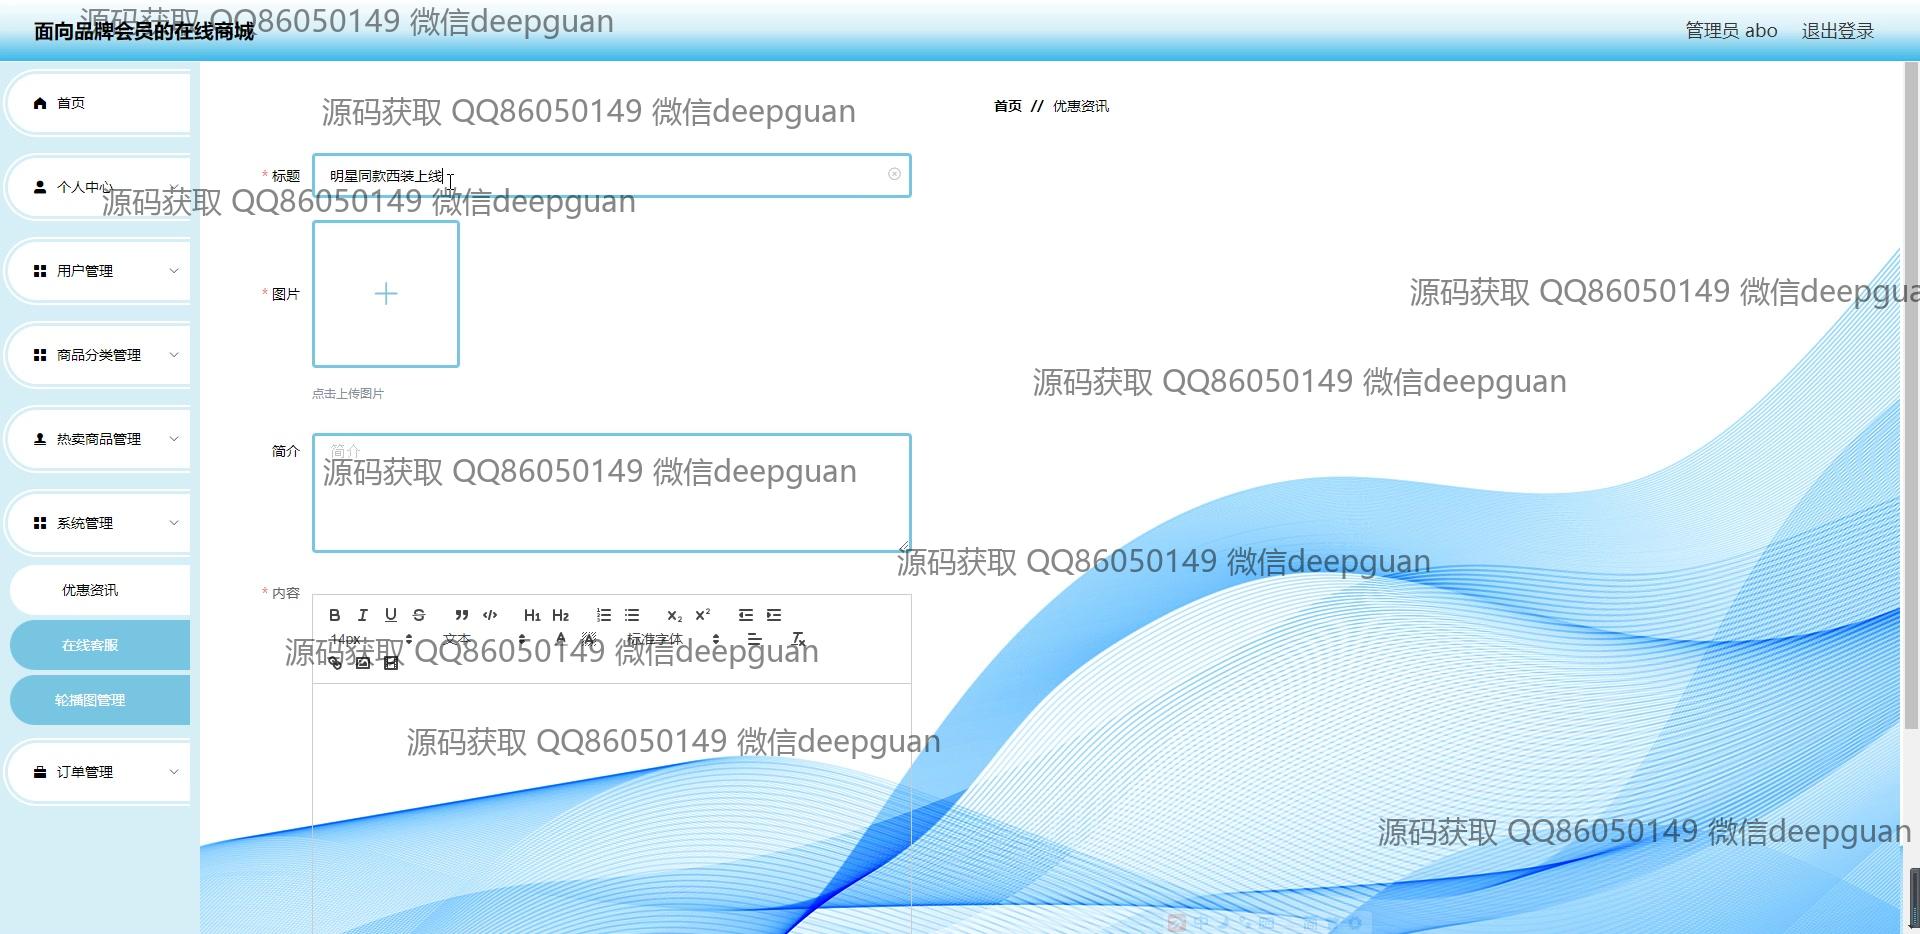 面向品牌会员的在线商城
源码获取 QQ86050149 微信deepguan
管理员 abo
退出登录
首页
个人中心
用户管理
商品分类管理
热卖商品管理
系统管理
优惠资讯
在线客服
轮播图管理
订单管理
源码获取 QQ86050149 微信deepguan
首页 // 优惠资讯
* 标题
明星同款西装上线
源码获取 QQ86050149 微信deepguan
* 图片
点击上传图片
源码获取 QQ86050149 微信deepgua
源码获取 QQ86050149 微信deepguan
简介
简介
源码获取 QQ86050149 微信deepguan
源码获取 QQ86050149 微信deepguan
* 内容
B I U S H1 H2 X2 X2
14px 文本 A A 标准字体 Tx
源码获取 QQ86050149 微信deepguan
源码获取 QQ86050149 微信deepguan
源码获取 QQ86050149 微信deepguan
中 简